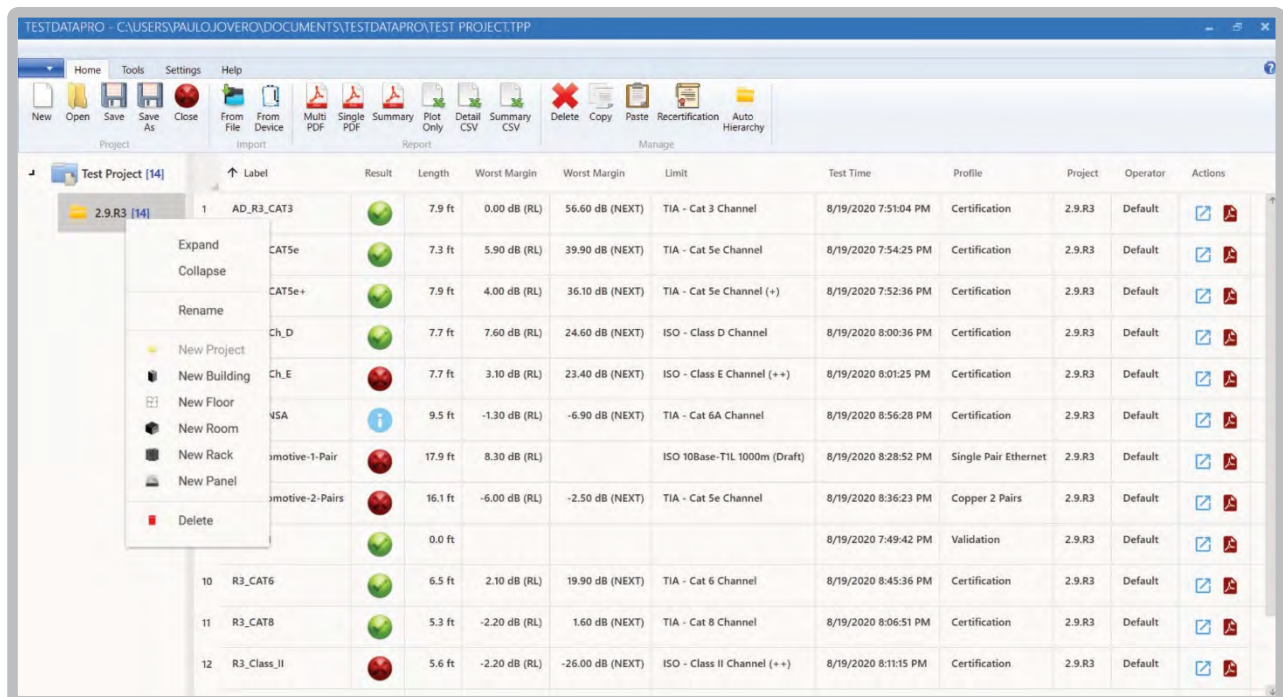 TESTDATAPRO - C:\USERS\PAULOJOVERO\DOCUMENTS\TESTDATAPRO\TEST PROJECT.TPP
Home Tools Settings Help
New Open Save Save As Close From File From Device Multi PDF Single PDF Summary Plot Only Detail CSV Summary CSV Delete Copy Paste Recertification Auto Hierarchy
Project Import Report Manage
Test Project [14]
2.9.R3 [14]
Expand
Collapse
Rename
New Project
New Building
New Floor
New Room
New Rack
New Panel
Delete
Label Result Length Worst Margin Worst Margin Limit Test Time Profile Project Operator Actions
1 AD_R3_CAT3 7.9 ft 0.00 dB (RL) 56.60 dB (NEXT) TIA - Cat 3 Channel 8/19/2020 7:51:04 PM Certification 2.9.R3 Default
CAT5e 7.3 ft 5.90 dB (RL) 39.90 dB (NEXT) TIA - Cat 5e Channel 8/19/2020 7:54:25 PM Certification 2.9.R3 Default
CAT5e+ 7.9 ft 4.00 dB (RL) 36.10 dB (NEXT) TIA - Cat 5e Channel (+) 8/19/2020 7:52:36 PM Certification 2.9.R3 Default
Ch_D 7.7 ft 7.60 dB (RL) 24.60 dB (NEXT) ISO - Class D Channel 8/19/2020 8:00:36 PM Certification 2.9.R3 Default
Ch_E 7.7 ft 3.10 dB (RL) 23.40 dB (NEXT) ISO - Class E Channel (++) 8/19/2020 8:01:25 PM Certification 2.9.R3 Default
9.5 ft -1.30 dB (RL) -6.90 dB (NEXT) TIA - Cat 6A Channel 8/19/2020 8:56:28 PM Certification 2.9.R3 Default
omotive-1-Pair 17.9 ft 8.30 dB (RL) ISO 10Base-T1L 1000m (Draft) 8/19/2020 8:28:52 PM Single Pair Ethernet 2.9.R3 Default
omotive-2-Pairs 16.1 ft -6.00 dB (RL) -2.50 dB (NEXT) TIA - Cat 5e Channel 8/19/2020 8:36:23 PM Copper 2 Pairs 2.9.R3 Default
0.0 ft 8/19/2020 7:49:42 PM Validation 2.9.R3 Default
10 R3_CAT6 6.5 ft 2.10 dB (RL) 19.90 dB (NEXT) TIA - Cat 6 Channel 8/19/2020 8:45:36 PM Certification 2.9.R3 Default
11 R3_CAT8 5.3 ft -2.20 dB (RL) 1.60 dB (NEXT) TIA - Cat 8 Channel 8/19/2020 8:06:51 PM Certification 2.9.R3 Default
12 R3_Class_II 5.6 ft -2.20 dB (RL) -26.00 dB (NEXT) ISO - Class II Channel (++) 8/19/2020 8:11:15 PM Certification 2.9.R3 Default